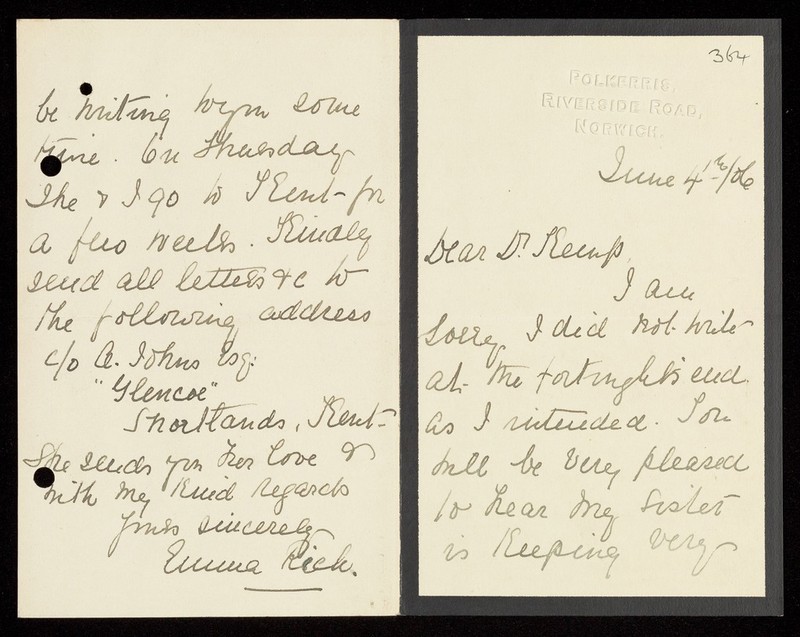 364
POLKERRIS,
RIVERSIDE ROAD,
NORWICH.
June 4th/06
Dear Dr. Kemp,
I am
sorry I did not write
at the fortnight's end
as I intended. You
will be very pleased
to hear my sister
is keeping very
be writing to you some
time. On Thursday
she & I go to Kent for
a few weeks. Kindly
send all letters &c to
the following address
c/o A. Johns Esq:
"Glencoe"
Shortlands, Kent
She sends you her love &
with my kind regards
Yours sincerely
Emma Rich.